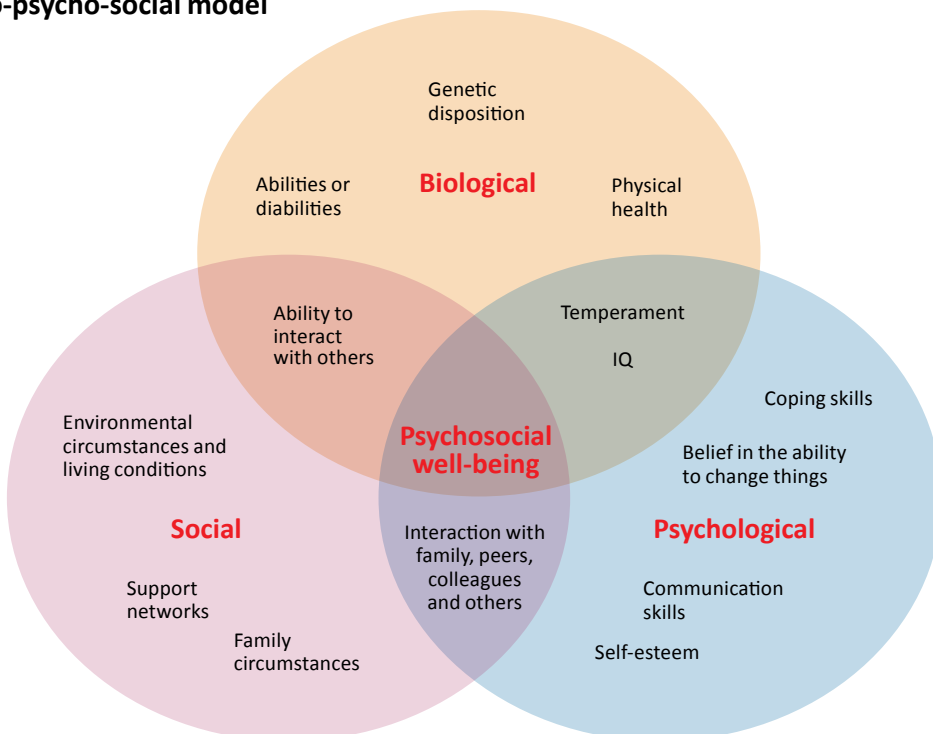 -psycho-social model
Genetic
disposition
Biological
Abilities or
diabilities
Physical
health
Ability to
interact
with others
Temperament
IQ
Coping skills
Environmental
circumstances and
living conditions
Psychosocial
well-being
Belief in the ability
to change things
Social
Interaction with
family, peers,
colleagues
and others
Psychological
Support
networks
Communication
skills
Family
circumstances
Self-esteem